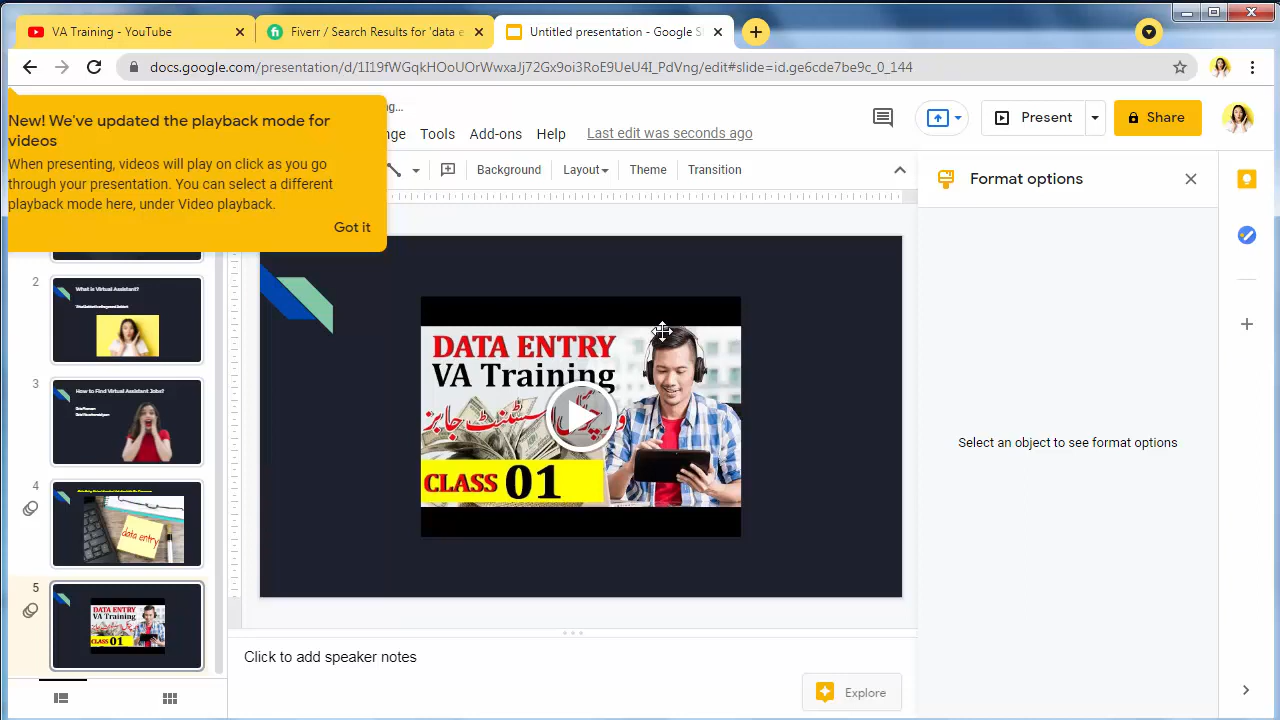 VA Training - YouTube
Fiverr / Search Results for 'data e
Untitled presentation - Google S
docs.google.com/presentation/d/1I19fWGqkHOoUOrWwxaJj72Gx9oi3RoE9UeU4I_PdVng/edit#slide=id.ge6cde7be9c_0_144
New! We've updated the playback mode for
videos
When presenting, videos will play on click as you go
through your presentation. You can select a different
playback mode here, under Video playback.
Got it
nge Tools Add-ons Help Last edit was seconds ago
Present
Share
Background Layout Theme Transition
Format options
Select an object to see format options
2
What is Virtual Assistant?
3
How to Find Virtual Assistant Jobs?
4
data entry
5
DATA ENTRY
VA Training
CLASS 01
DATA ENTRY
VA Training
ورچوئل اسسٹنٹ جابز
CLASS 01
Click to add speaker notes
Explore